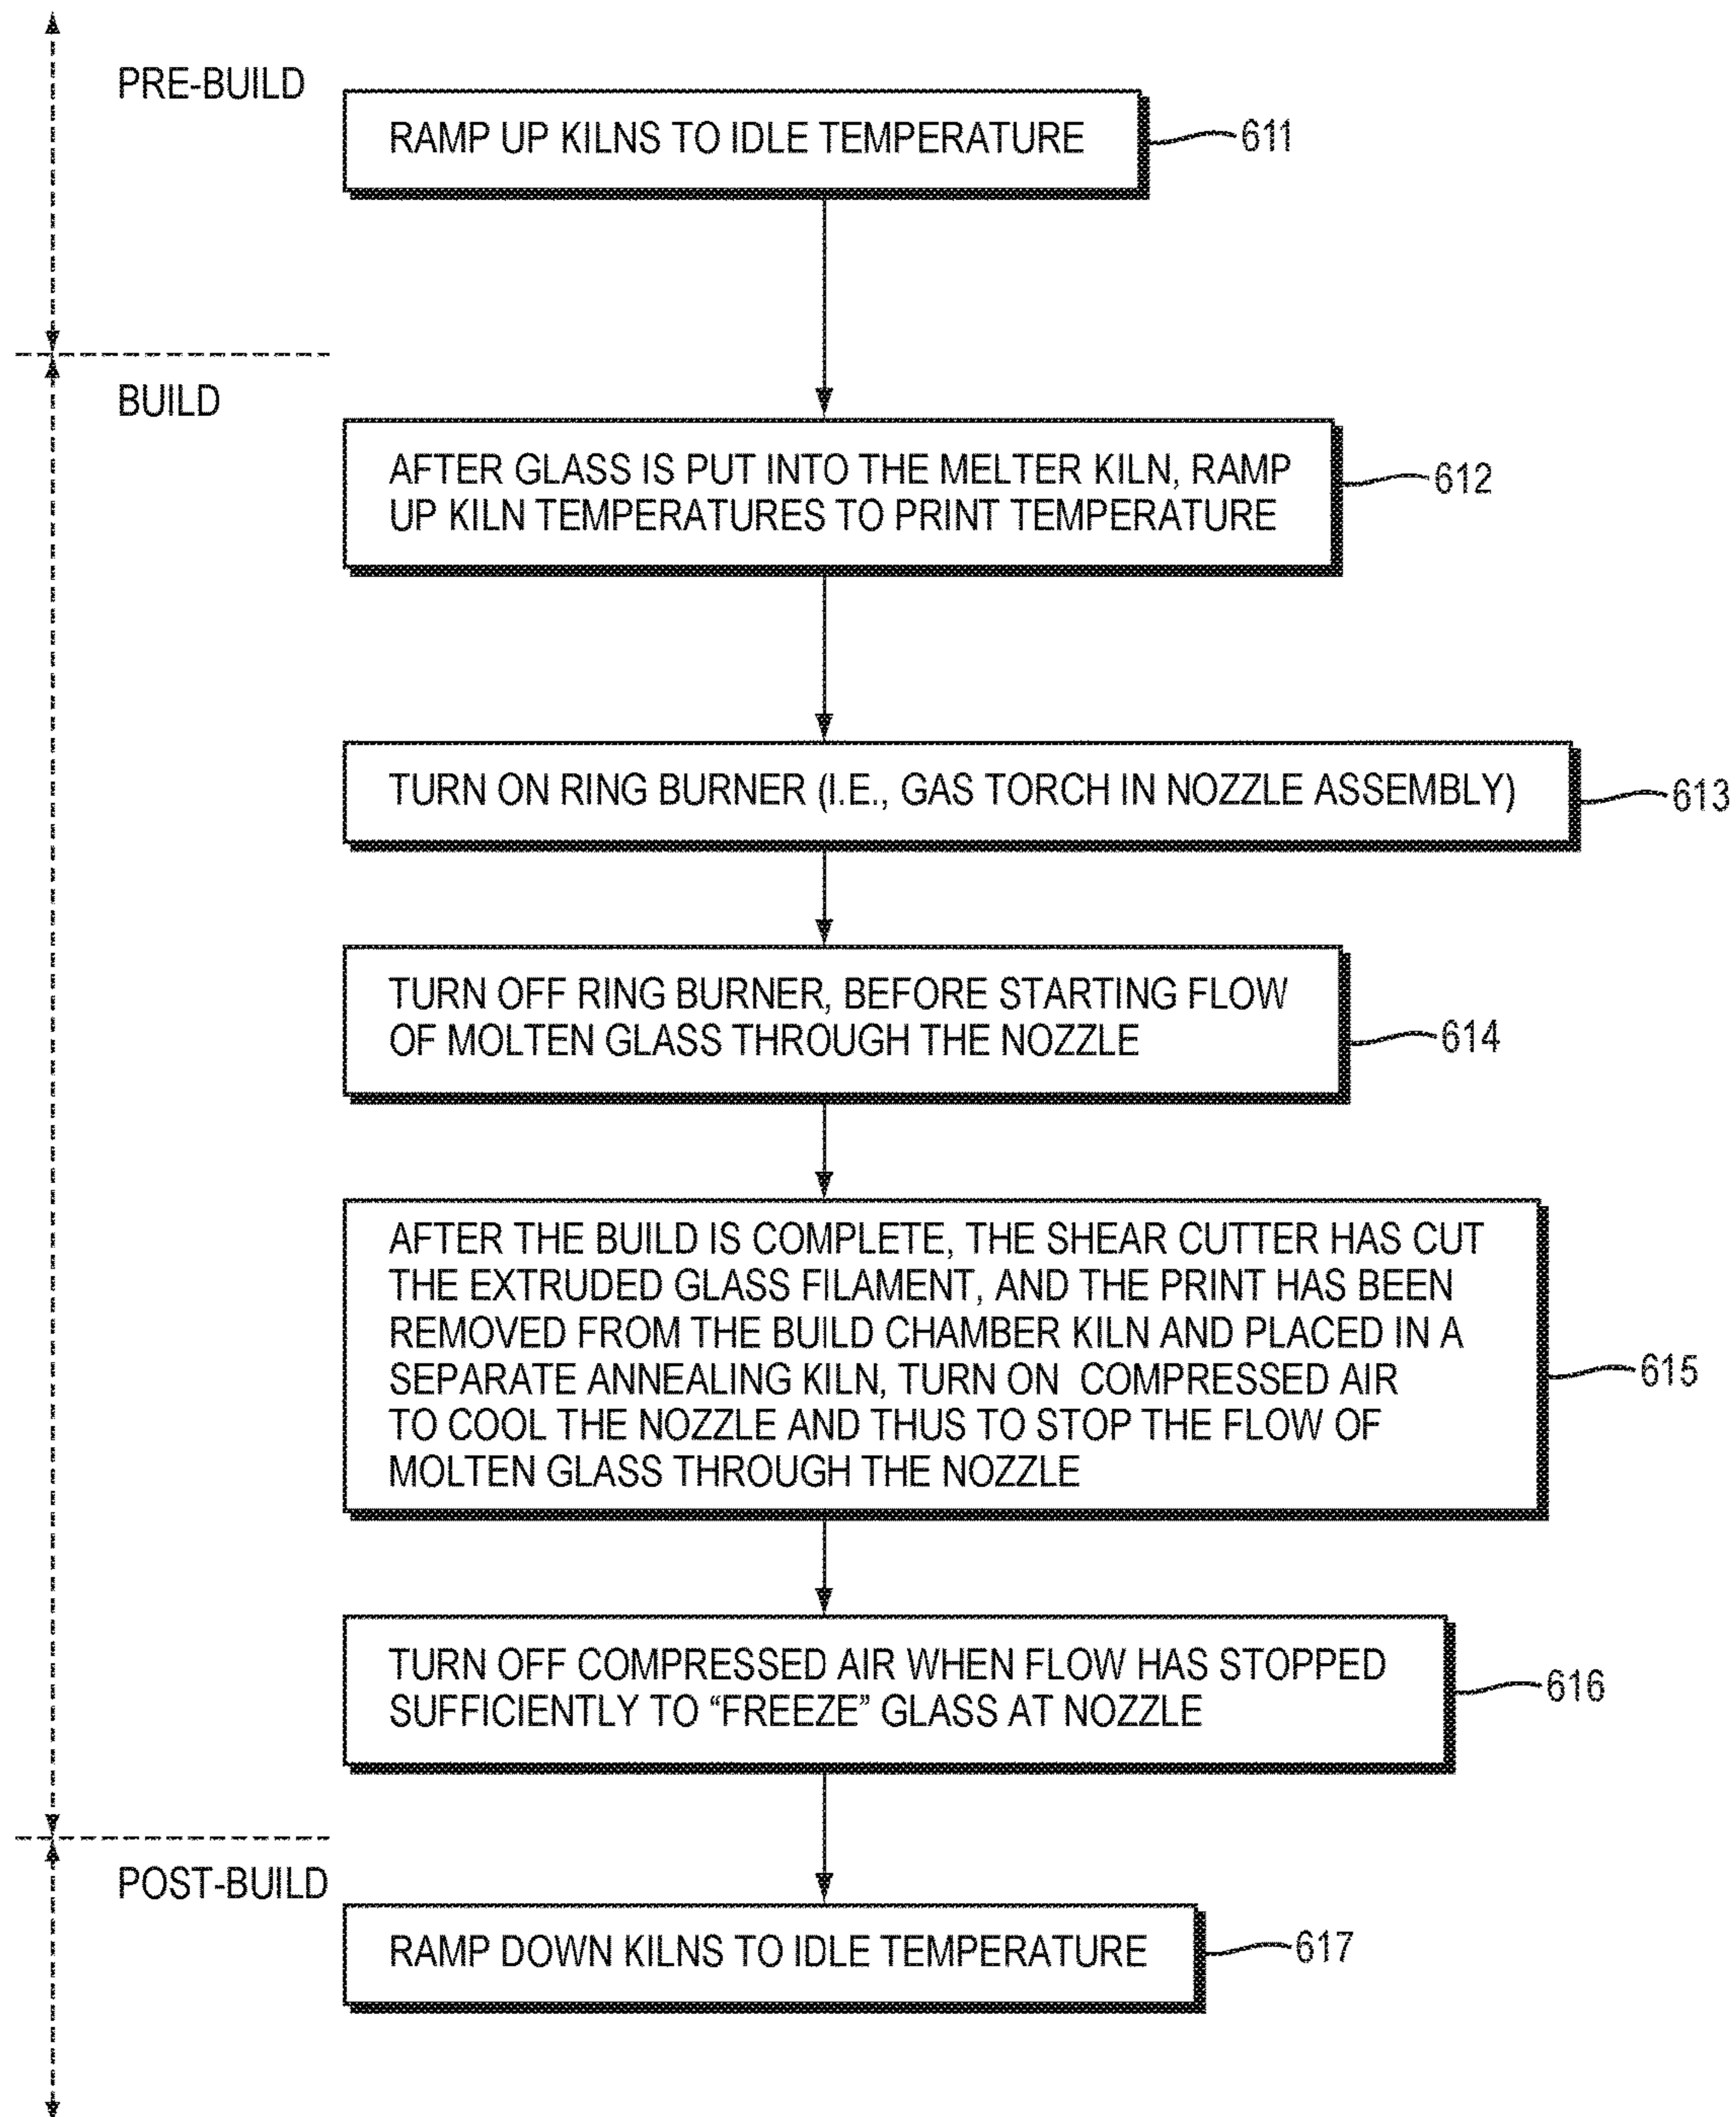 PRE-BUILD
RAMP UP KILNS TO IDLE TEMPERATURE
611
BUILD
AFTER GLASS IS PUT INTO THE MELTER KILN, RAMP
UP KILN TEMPERATURES TO PRINT TEMPERATURE
612
TURN ON RING BURNER (I.E., GAS TORCH IN NOZZLE ASSEMBLY)
613
TURN OFF RING BURNER, BEFORE STARTING FLOW
OF MOLTEN GLASS THROUGH THE NOZZLE
614
AFTER THE BUILD IS COMPLETE, THE SHEAR CUTTER HAS CUT
THE EXTRUDED GLASS FILAMENT, AND THE PRINT HAS BEEN
REMOVED FROM THE BUILD CHAMBER KILN AND PLACED IN A
SEPARATE ANNEALING KILN, TURN ON COMPRESSED AIR
TO COOL THE NOZZLE AND THUS TO STOP THE FLOW OF
MOLTEN GLASS THROUGH THE NOZZLE
615
TURN OFF COMPRESSED AIR WHEN FLOW HAS STOPPED
SUFFICIENTLY TO “FREEZE” GLASS AT NOZZLE
616
POST-BUILD
RAMP DOWN KILNS TO IDLE TEMPERATURE
617